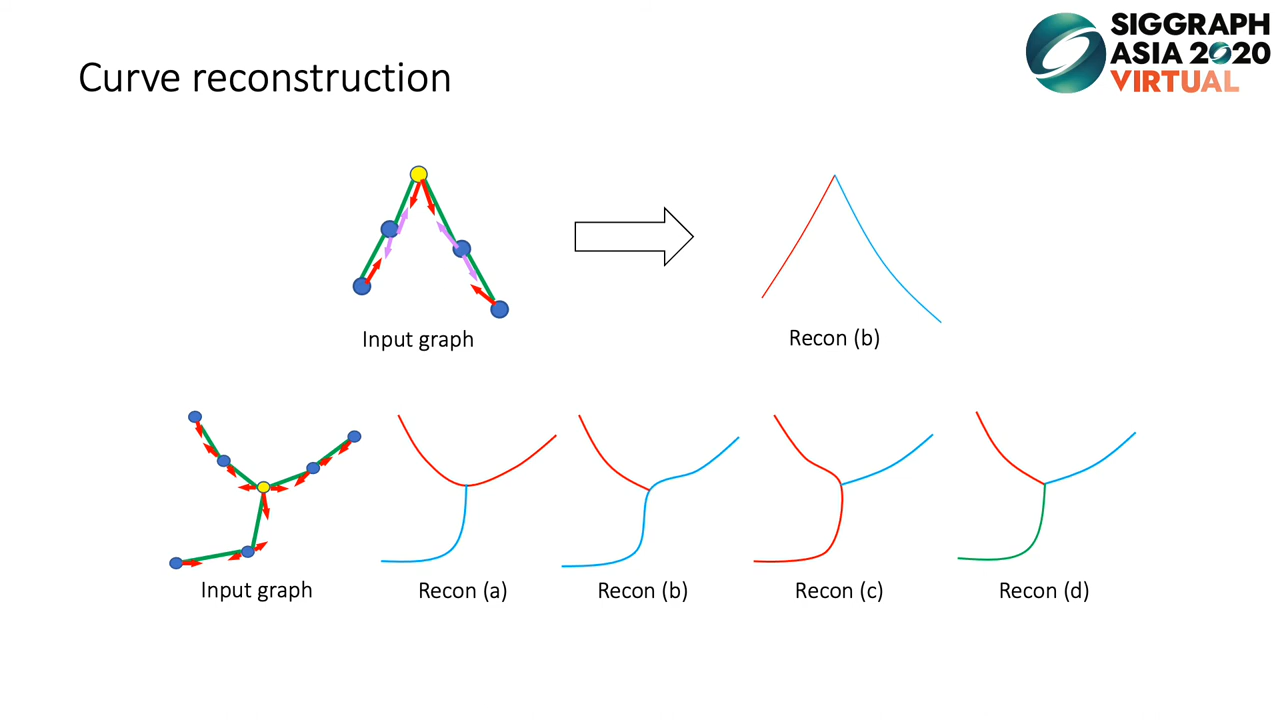 SIGGRAPH
ASIA 2020
VIRTUAL
Curve reconstruction
Input graph
Recon (b)
Input graph
Recon (a)
Recon (b)
Recon (c)
Recon (d)